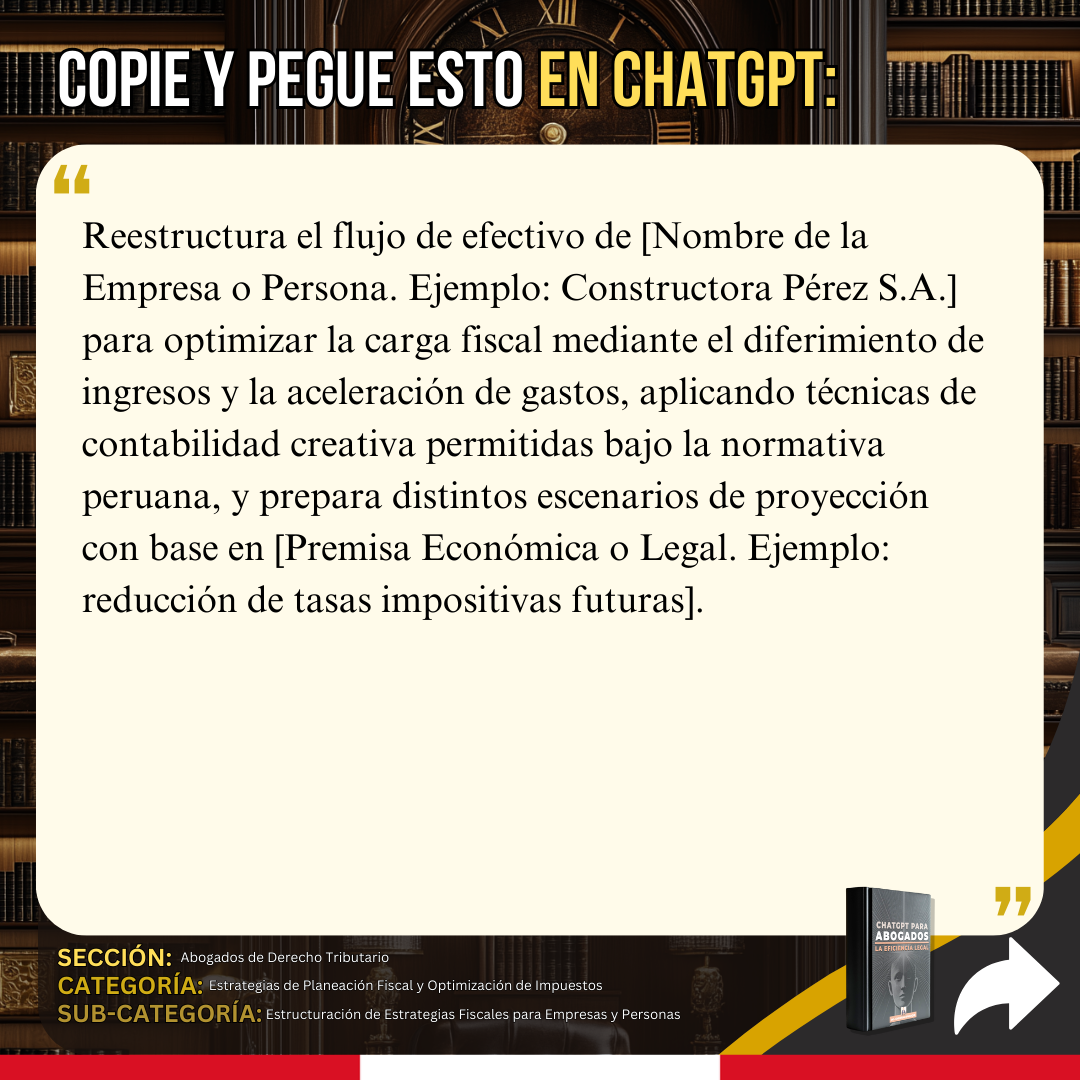 COPIE Y PEGUE ESTO EN CHATGPT:
“
Reestructura el flujo de efectivo de [Nombre de la
Empresa o Persona. Ejemplo: Constructora Pérez S.A.]
para optimizar la carga fiscal mediante el diferimiento de
ingresos y la aceleración de gastos, aplicando técnicas de
contabilidad creativa permitidas bajo la normativa
peruana, y prepara distintos escenarios de proyección
con base en [Premisa Económica o Legal. Ejemplo:
reducción de tasas impositivas futuras].
”
CHATGPT PARA
ABOGADOS
LA EFICIENCIA LEGAL
SECCIÓN: Abogados de Derecho Tributario
CATEGORÍA: Estrategias de Planeación Fiscal y Optimización de Impuestos
SUB-CATEGORÍA: Estructuración de Estrategias Fiscales para Empresas y Personas